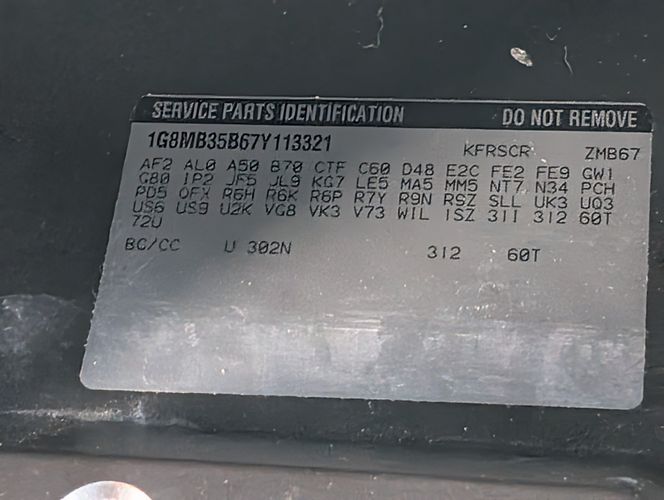 SERVICE PARTS IDENTIFICATION DO NOT REMOVE
1G8MB35B67Y113321 KFRSCR ZMB67
AF2 AL0 A50 B70 CTF C60 D48 E2C FE2 FE9 GW1
G80 IP2 JF5 JL9 KG7 LE5 MA5 MM5 NT7 N34 PCH
PD5 OFX R6H R6K R6P R7Y R9N RSZ SLL UK3 UQ3
US6 US9 U2K VG8 VK3 V73 WIL ISZ 31I 312 60T
72U
BC/CC U 302N 312 60T